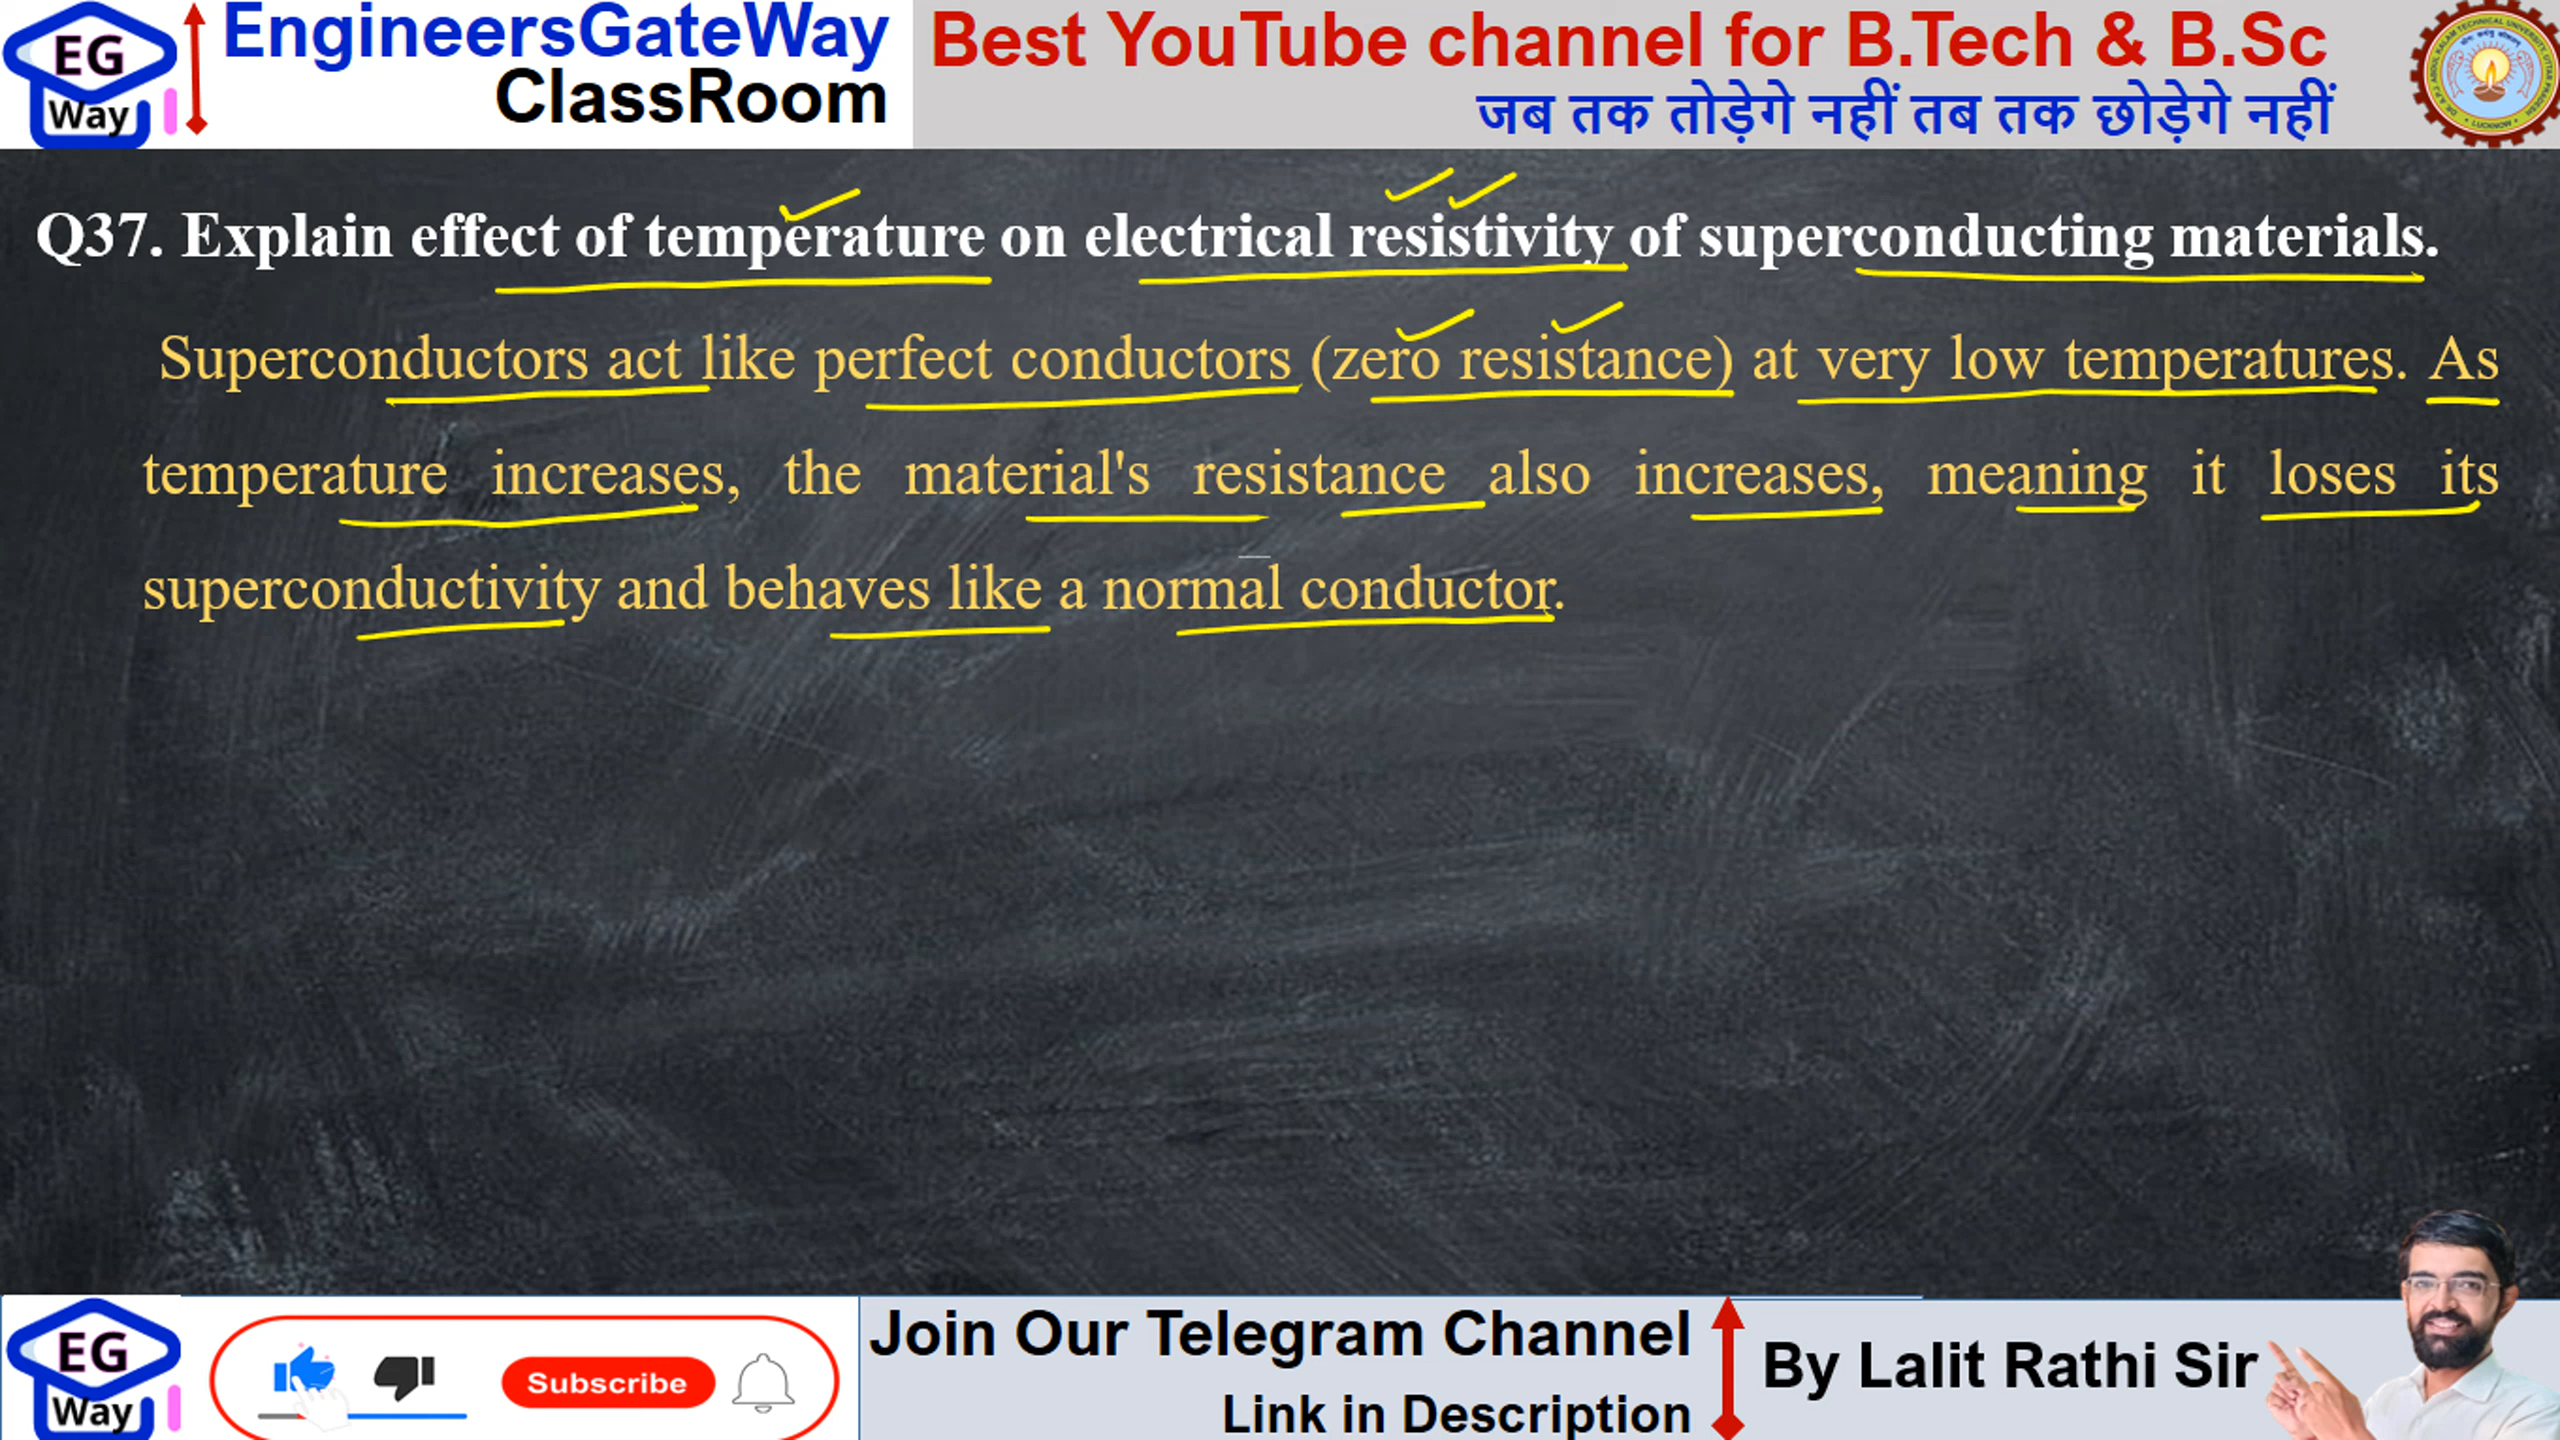 EG
Way
EngineersGateWay
ClassRoom
Best YouTube channel for B.Tech & B.Sc
जब तक तोड़ेगे नहीं तब तक छोड़ेगे नहीं
Q37. Explain effect of temperature on electrical resistivity of superconducting materials.
Superconductors act like perfect conductors (zero resistance) at very low temperatures. As
temperature increases, the material's resistance also increases, meaning it loses its
superconductivity and behaves like a normal conductor.
EG
Way
Subscribe
Join Our Telegram Channel
Link in Description
By Lalit Rathi Sir